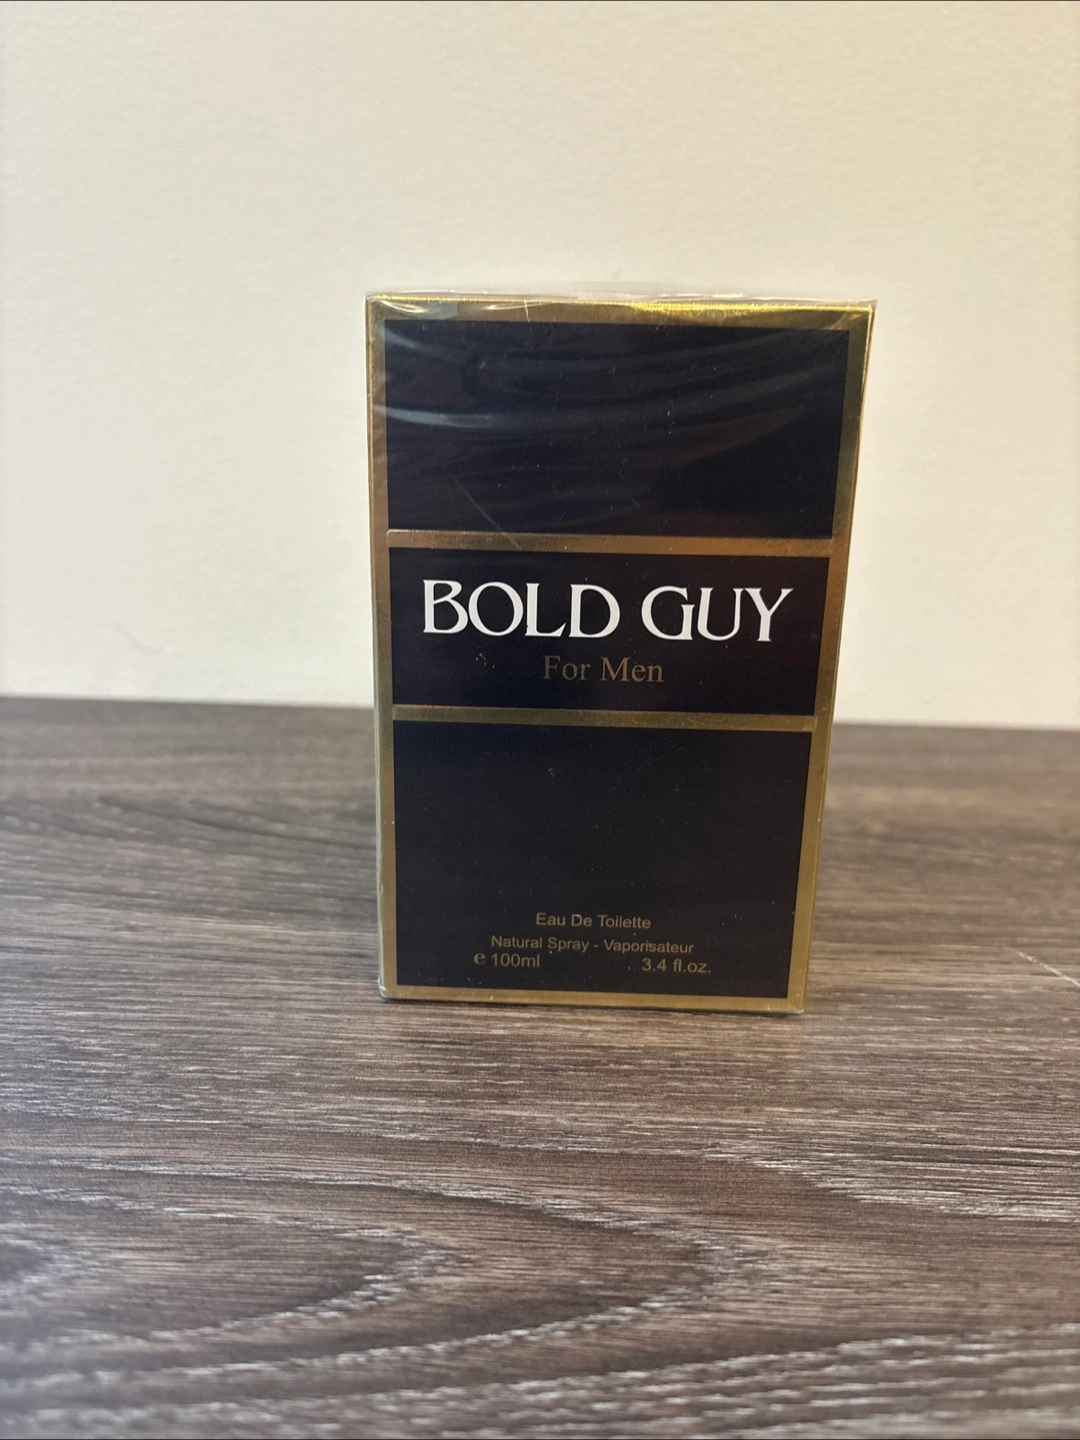 BOLD GUY
For Men
Eau De Toilette
Natural Spray - Vaporisateur
℮ 100ml 3.4 fl.oz.